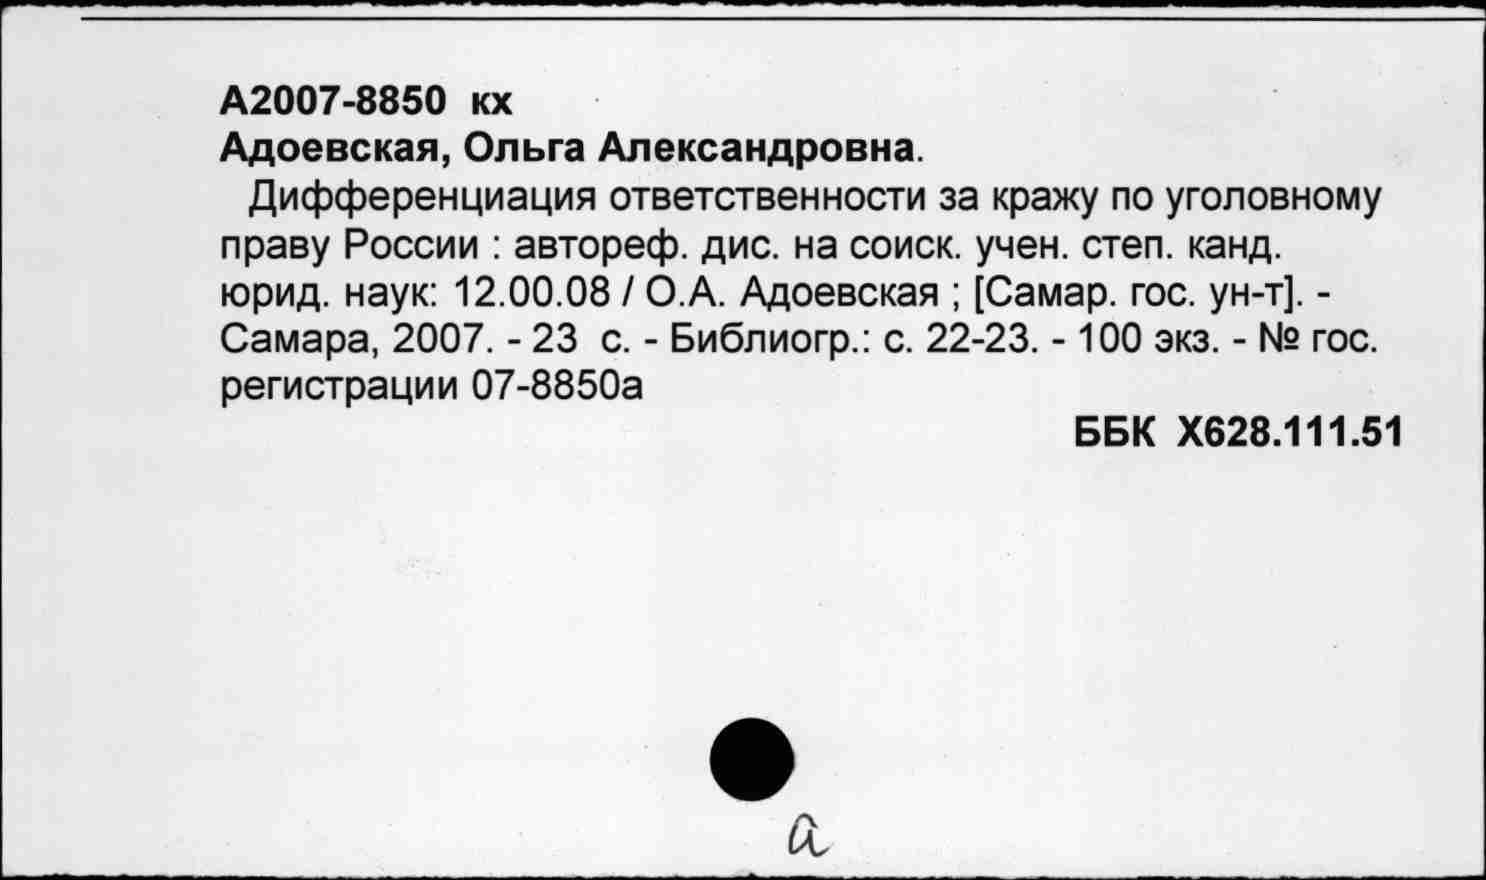 А2007-8850 кх
Адоевская, Ольга Александровна.
Дифференциация ответственности за кражу по уголовному
праву России : автореф. дис. на соиск. учен. степ. канд.
юрид. наук: 12.00.08 / О.А. Адоевская ; [Самар. гос. ун-т]. -
Самара, 2007. - 23 с. - Библиогр.: с. 22-23. - 100 экз. - № гос.
регистрации 07-8850а
ББК Х628.111.51
а